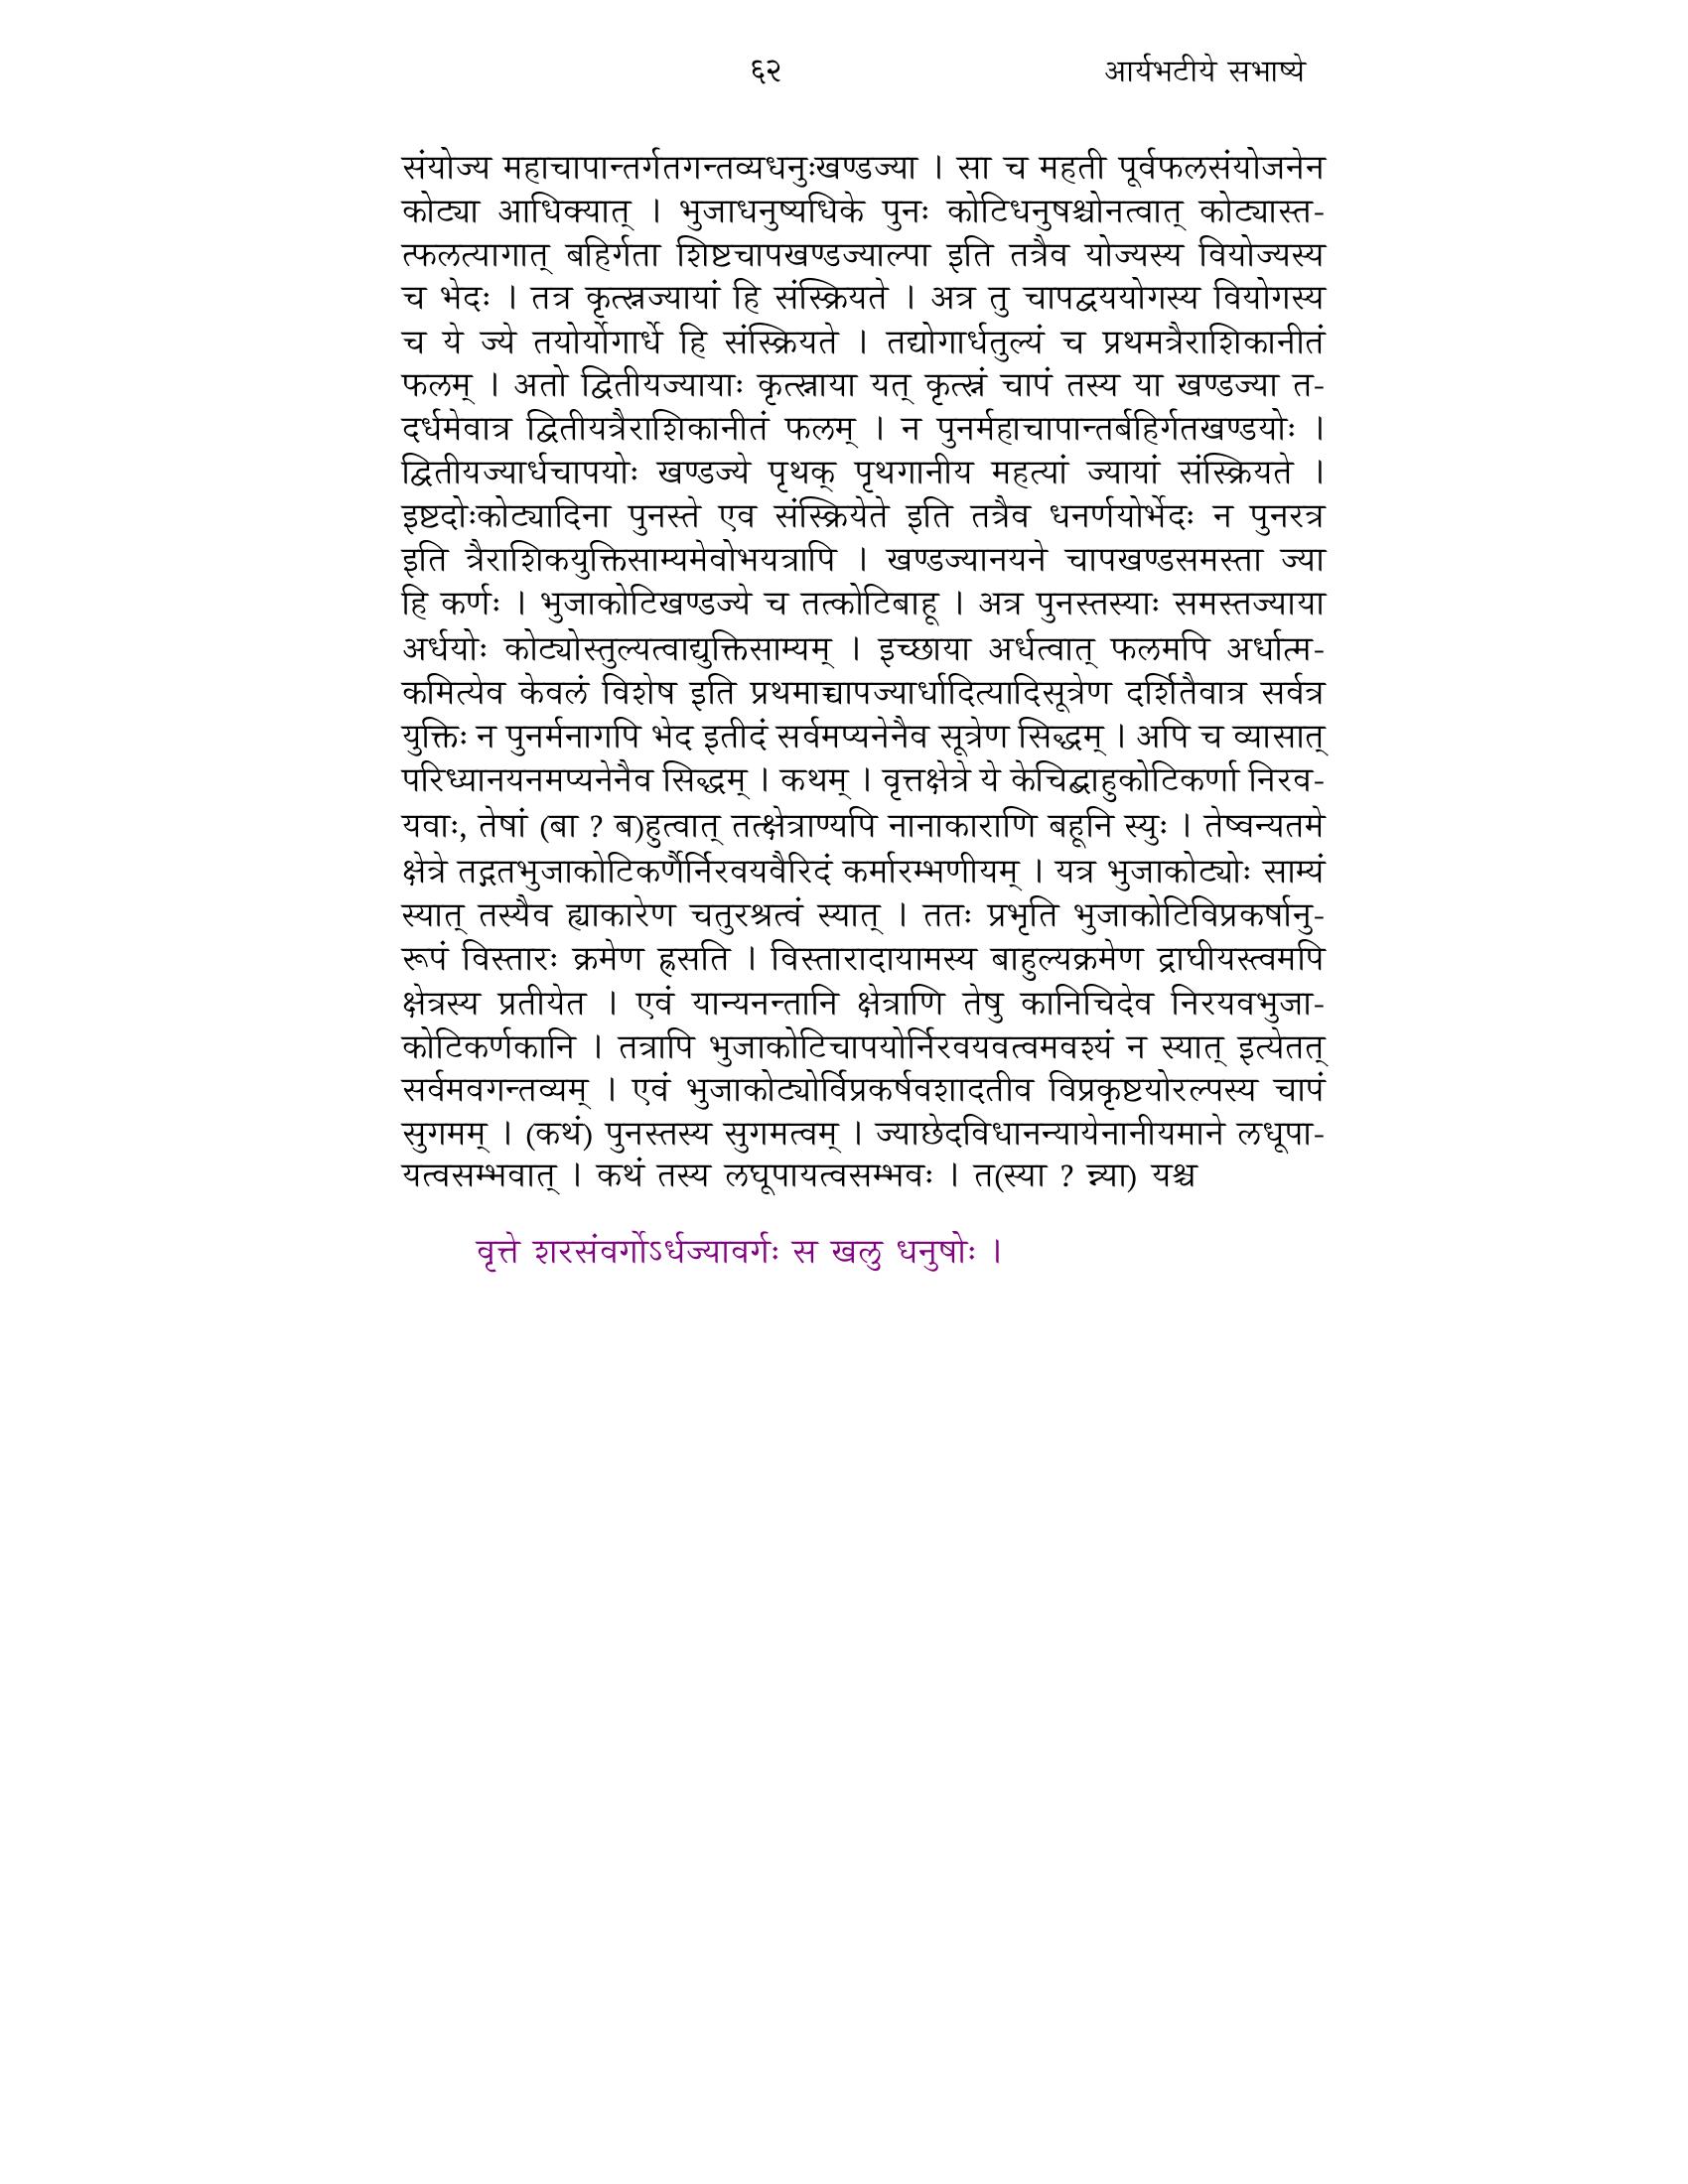 ६२ आर्यभटीये सभाष्ये
संयोज्य महाचापान्तर्गतगन्तव्यधनुःखण्डज्या । सा च महती पूर्वफलसंयोजनेन
कोट्या आधिक्यात् । भुजाधनुष्यधिके पुनः कोटिधनुषश्चोनत्वात् कोट्यास्त-
त्फलत्यागात् बहिर्गता शिष्टचापखण्डज्याल्पा इति तत्रैव योज्यस्य वियोज्यस्य
च भेदः । तत्र कृत्स्नज्यायां हि संस्क्रियते । अत्र तु चापद्वययोगस्य वियोगस्य
च ये ज्ये तयोर्योगार्धे हि संस्क्रियते । तद्योगार्धतुल्यं च प्रथमत्रैराशिकानीतं
फलम् । अतो द्वितीयज्यायाः कृत्स्नाया यत् कृत्स्नं चापं तस्य या खण्डज्या त-
दर्धमेवात्र द्वितीयत्रैराशिकानीतं फलम् । न पुनर्महाचापान्तर्बहिर्गतखण्डयोः ।
द्वितीयज्यार्धचापयोः खण्डज्ये पृथक् पृथगानीय महत्यां ज्यायां संस्क्रियते ।
इष्टदोःकोट्यादिना पुनस्ते एव संस्क्रियेते इति तत्रैव धनर्णयोर्भेदः न पुनरत्र
इति त्रैराशिकयुक्तिसाम्यमेवोभयत्रापि । खण्डज्यानयने चापखण्डसमस्ता ज्या
हि कर्णः । भुजाकोटिखण्डज्ये च तत्कोटिबाहू । अत्र पुनस्तस्याः समस्तज्याया
अर्धयोः कोट्योस्तुल्यत्वाद्युक्तिसाम्यम् । इच्छाया अर्धत्वात् फलमपि अर्धात्म-
कमित्येव केवलं विशेष इति प्रथमाच्चापज्यार्धादित्यादिसूत्रेण दर्शितैवात्र सर्वत्र
युक्तिः न पुनर्मनागपि भेद इतीदं सर्वमप्यनेनैव सूत्रेण सिद्धम् । अपि च व्यासात्
परिध्यानयनमप्यनेनैव सिद्धम् । कथम् । वृत्तक्षेत्रे ये केचिद्बाहुकोटिकर्णा निरव-
यवाः, तेषां (बा ? ब)हुत्वात् तत्क्षेत्राण्यपि नानाकाराणि बहूनि स्युः । तेष्वन्यतमे
क्षेत्रे तद्गतभुजाकोटिकर्णैर्निरवयवैरिदं कर्मारम्भणीयम् । यत्र भुजाकोट्योः साम्यं
स्यात् तस्यैव ह्याकारेण चतुरश्रत्वं स्यात् । ततः प्रभृति भुजाकोटिविप्रकर्षानु-
रूपं विस्तारः क्रमेण ह्रसति । विस्तारादायामस्य बाहुल्यक्रमेण द्राघीयस्त्वमपि
क्षेत्रस्य प्रतीयेत । एवं यान्यनन्तानि क्षेत्राणि तेषु कानिचिदेव निरयवभुजा-
कोटिकर्णकानि । तत्रापि भुजाकोटिचापयोर्निरवयवत्वमवश्यं न स्यात् इत्येतत्
सर्वमवगन्तव्यम् । एवं भुजाकोट्योर्विप्रकर्षवशादतीव विप्रकृष्टयोरल्पस्य चापं
सुगमम् । (कथं) पुनस्तस्य सुगमत्वम् । ज्याछेदविधानन्यायेनानीयमाने लधूपा-
यत्वसम्भवात् । कथं तस्य लघूपायत्वसम्भवः । त(स्या ? न्न्या) यश्च
वृत्ते शरसंवर्गोऽर्धज्यावर्गः स खलु धनुषोः ।